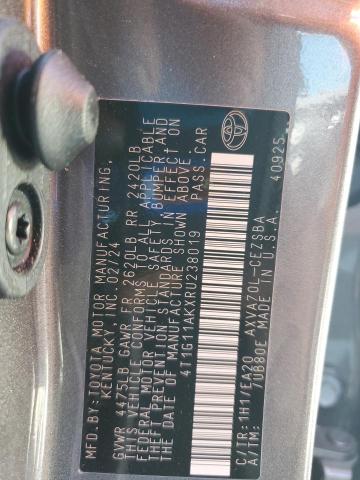 MFD.BY:TOYOTA MOTOR MANUFACTURING,
KENTUCKY,INC 02/24
GVWR 4475LB GAWR FR 2620LB RR 2420LB
THIS VEHICLE CONFORMS TO ALL APPLICABLE
FEDERAL MOTOR VEHICLE SAFETY, BUMPER AND
THEFT PREVENTION STANDARDS IN EFFECT ON
THE DATE OF MANUFACTURE SHOWN ABOVE.
4T1G11AKXRU238019 PASS.CAR
C/TR: 1H1/EA20 AXVA70L-CEZSBA
A/TM: /UB80E MADE IN U.S.A.
40925